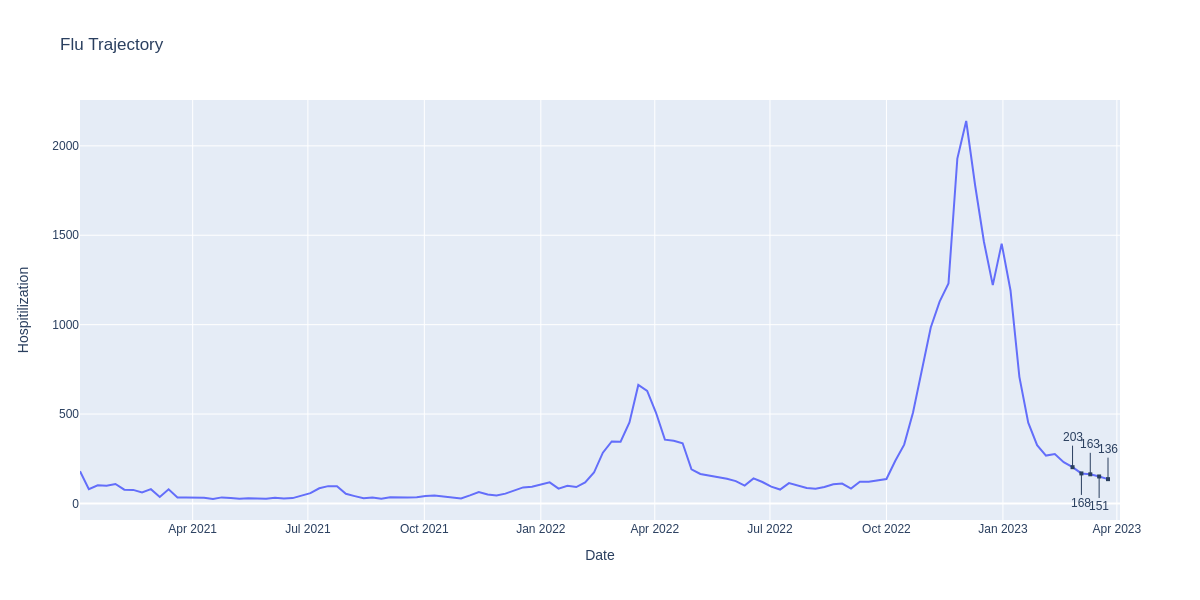 Flu Trajectory
2000
1500
1000
500
0
Hospitilization
203
163
136
168
151
Apr 2021
Jul 2021
Oct 2021
Jan 2022
Apr 2022
Jul 2022
Oct 2022
Jan 2023
Apr 2023
Date